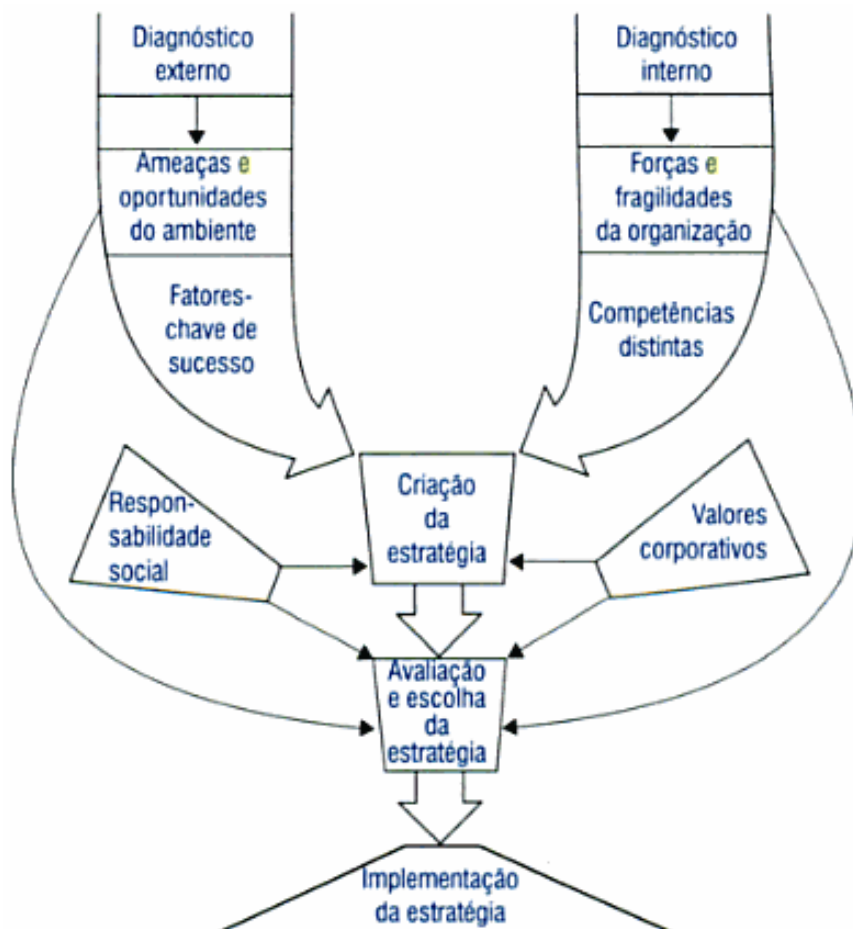 Diagnóstico
externo
Diagnóstico
interno
Ameaças e
oportunidades
do ambiente
Forças e
fragilidades
da organização
Fatores-
chave de
sucesso
Competências
distintas
Criação
da
estratégia
Respon-
sabilidade
social
Valores
corporativos
Avaliação
e escolha
da
estratégia
Implementação
da estratégia